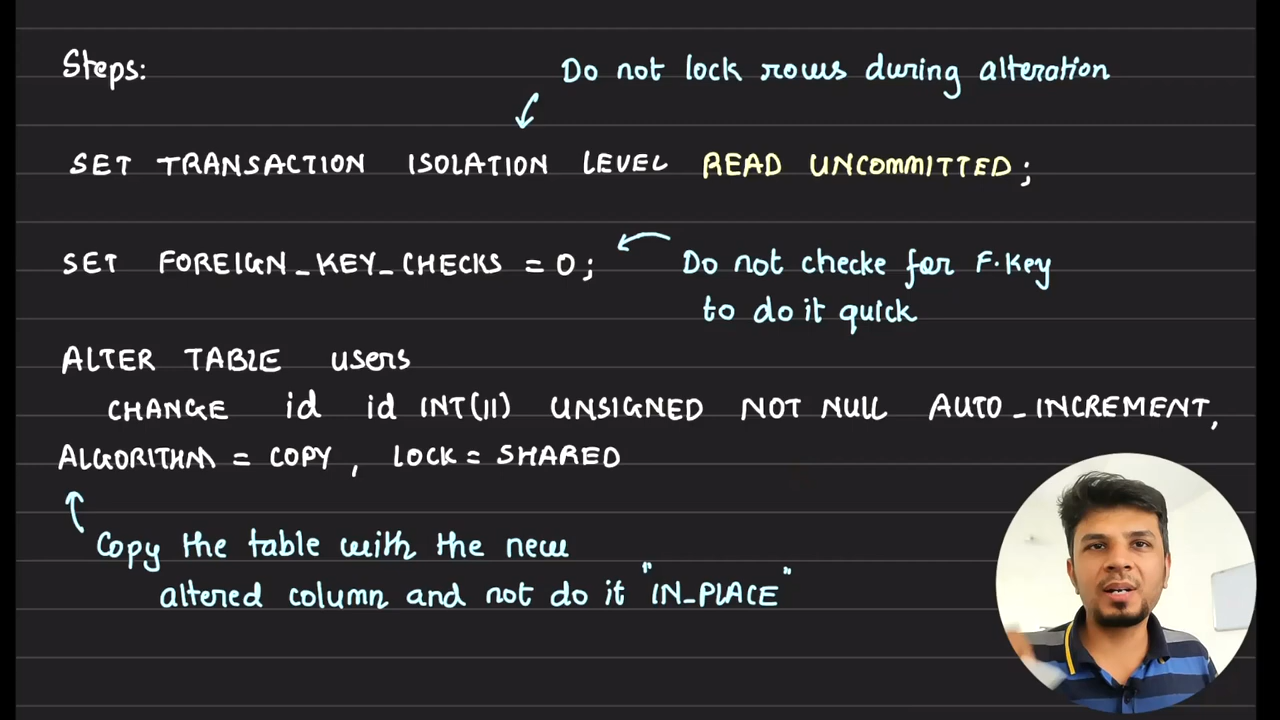 Steps:
Do not lock rows during alteration
SET TRANSACTION ISOLATION LEVEL READ UNCOMMITTED;
SET FOREIGN_KEY_CHECKS = 0;
Do not checke for F.Key
to do it quick
ALTER TABLE users
CHANGE id id INT(11) UNSIGNED NOT NULL AUTO_INCREMENT,
ALGORITHM = COPY, LOCK = SHARED
Copy the table with the new
altered column and not do it "IN_PLACE"